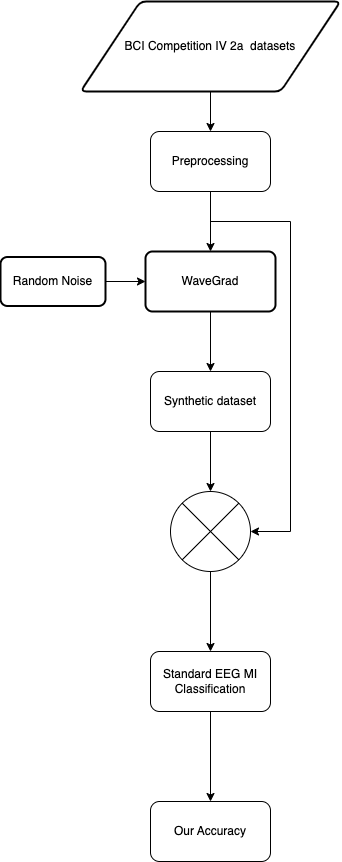 BCI Competition IV 2a  datasets
Preprocessing
Random Noise
WaveGrad
Synthetic dataset
Standard EEG MI
Classification
Our Accuracy